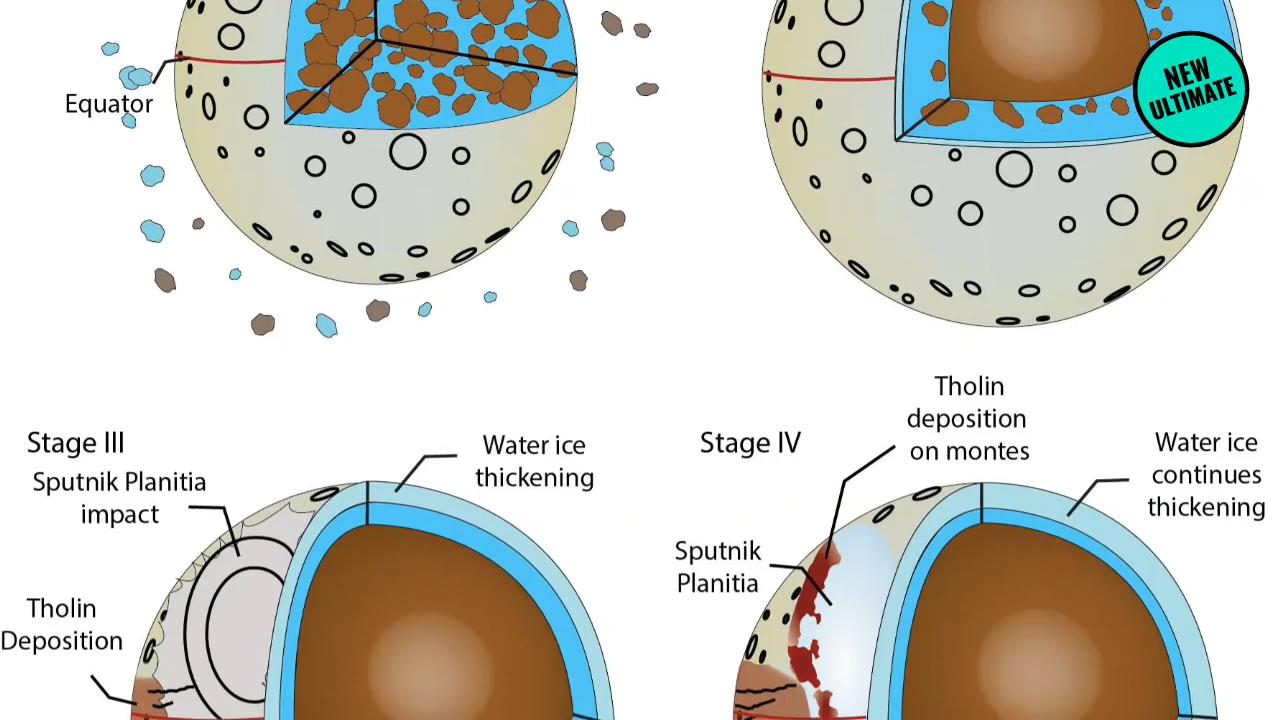 Equator
NEW
ULTIMATE
Stage III
Sputnik Planitia
impact
Water ice
thickening
Tholin
Deposition
Stage IV
Tholin
deposition
on montes
Water ice
continues
thickening
Sputnik
Planitia